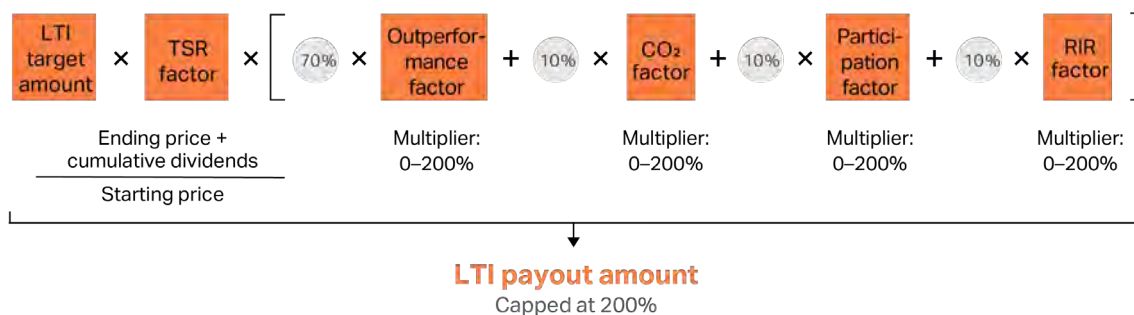 LTI
target
amount
×
TSR
factor
×
70%
×
Outperfor-
mance
factor
+
10%
×
CO₂
factor
+
10%
×
Partici-
pation
factor
+
10%
×
RIR
factor
Ending price +
cumulative dividends
Starting price
Multiplier:
0–200%
Multiplier:
0–200%
Multiplier:
0–200%
Multiplier:
0–200%
LTI payout amount
Capped at 200%